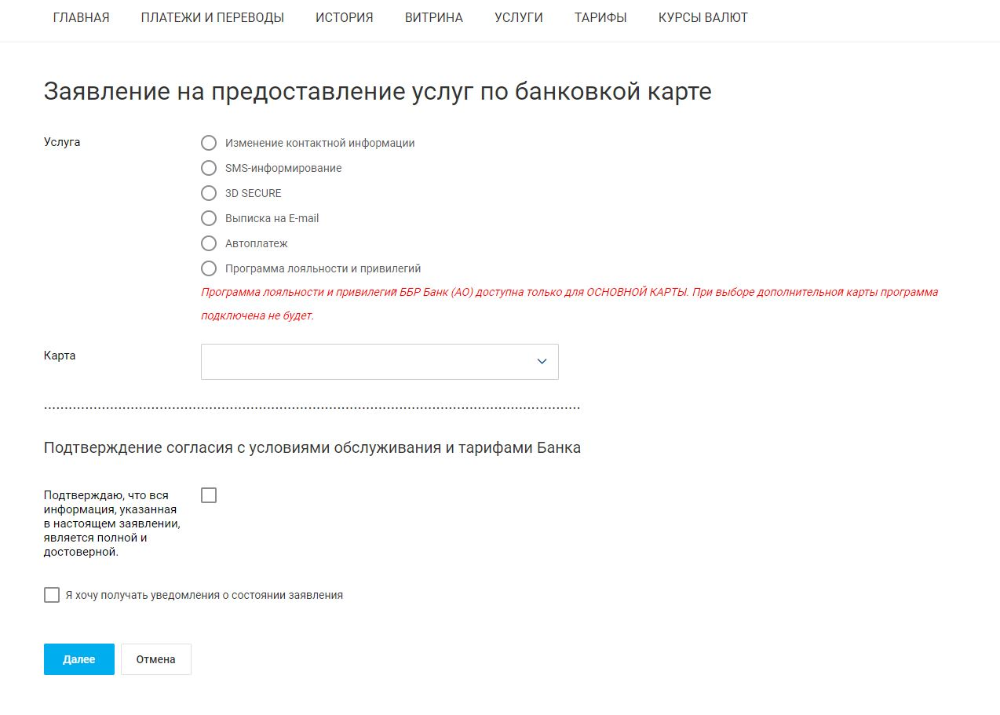 ГЛАВНАЯ ПЛАТЕЖИ И ПЕРЕВОДЫ ИСТОРИЯ ВИТРИНА УСЛУГИ ТАРИФЫ КУРСЫ ВАЛЮТ
Заявление на предоставление услуг по банковкой карте
Услуга
Изменение контактной информации
SMS-информирование
3D SECURE
Выписка на E-mail
Автоплатеж
Программа лояльности и привилегий
Программа лояльности и привилегий ББР Банк (АО) доступна только для ОСНОВНОЙ КАРТЫ. При выборе дополнительной карты программа
подключена не будет.
Карта
Подтверждение согласия с условиями обслуживания и тарифами Банка
Подтверждаю, что вся
информация, указанная
в настоящем заявлении,
является полной и
достоверной.
Я хочу получать уведомления о состоянии заявления
Далее Отмена